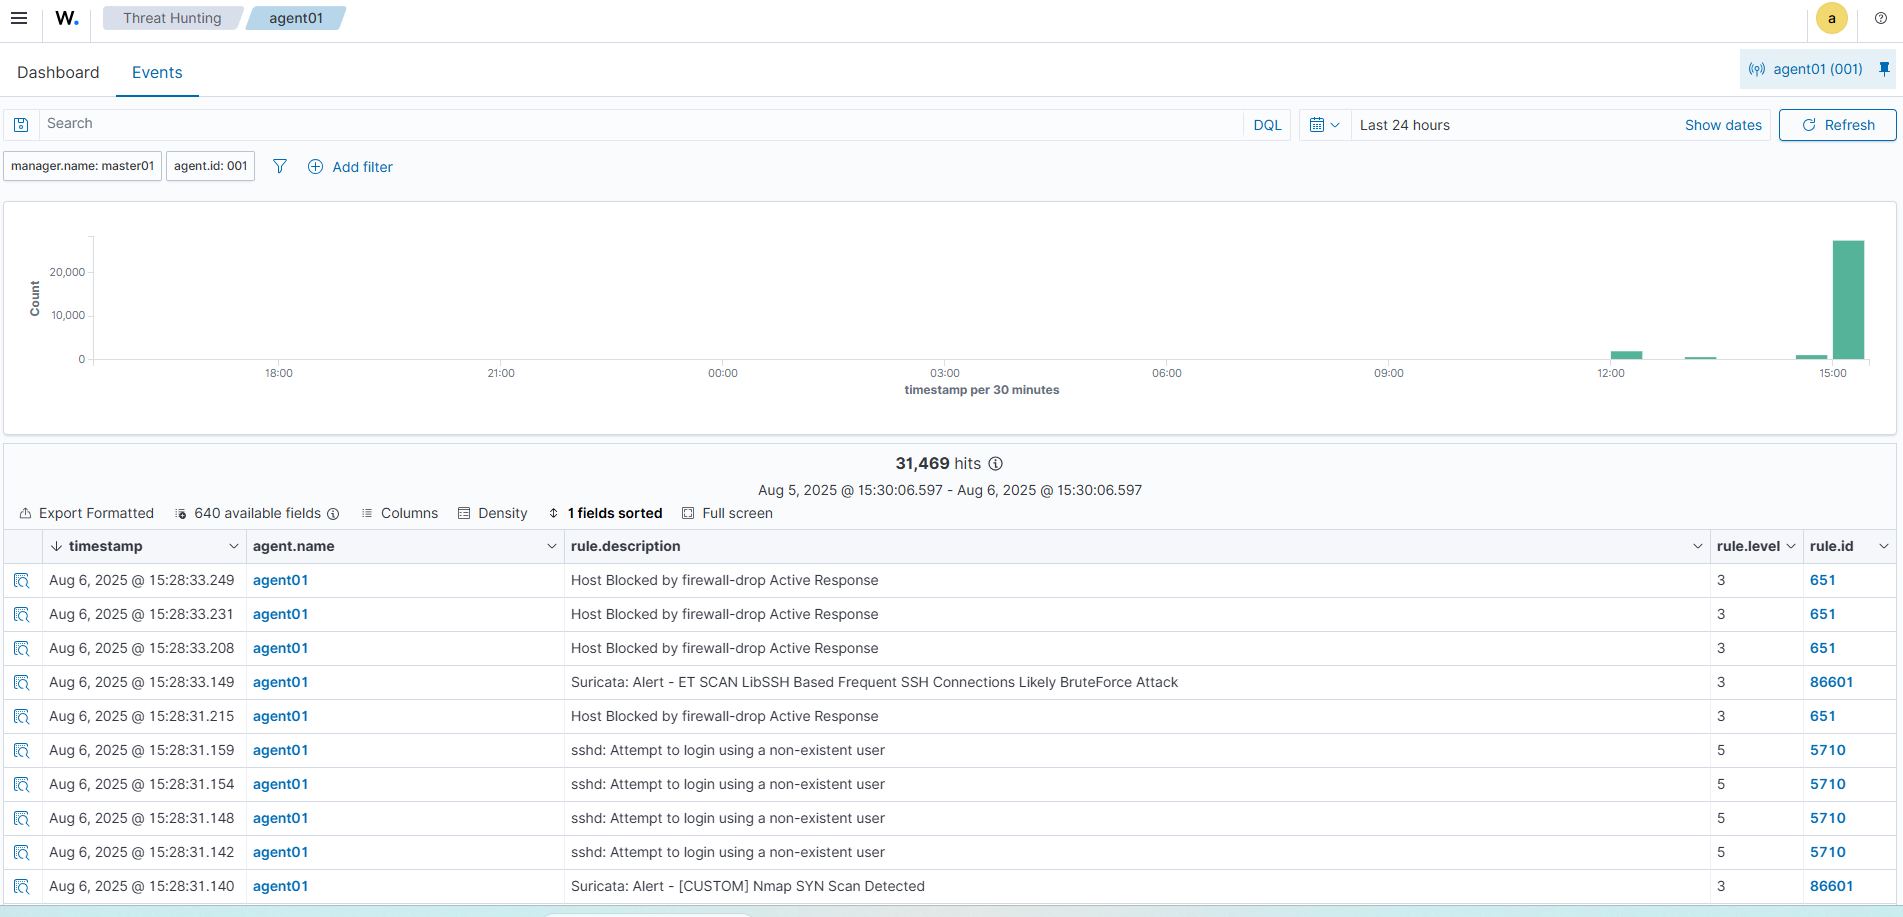 W. Threat Hunting agent01 a
Dashboard Events agent01 (001)
Search DQL Last 24 hours Show dates Refresh
manager.name: master01 agent.id: 001 Add filter
Count
20,000
10,000
0
18:00 21:00 00:00 03:00 06:00 09:00 12:00 15:00
timestamp per 30 minutes
31,469 hits
Aug 5, 2025 @ 15:30:06.597 - Aug 6, 2025 @ 15:30:06.597
Export Formatted 640 available fields Columns Density 1 fields sorted Full screen
timestamp agent.name rule.description rule.level rule.id
Aug 6, 2025 @ 15:28:33.249 agent01 Host Blocked by firewall-drop Active Response 3 651
Aug 6, 2025 @ 15:28:33.231 agent01 Host Blocked by firewall-drop Active Response 3 651
Aug 6, 2025 @ 15:28:33.208 agent01 Host Blocked by firewall-drop Active Response 3 651
Aug 6, 2025 @ 15:28:33.149 agent01 Suricata: Alert - ET SCAN LibSSH Based Frequent SSH Connections Likely BruteForce Attack 3 86601
Aug 6, 2025 @ 15:28:31.215 agent01 Host Blocked by firewall-drop Active Response 3 651
Aug 6, 2025 @ 15:28:31.159 agent01 sshd: Attempt to login using a non-existent user 5 5710
Aug 6, 2025 @ 15:28:31.154 agent01 sshd: Attempt to login using a non-existent user 5 5710
Aug 6, 2025 @ 15:28:31.148 agent01 sshd: Attempt to login using a non-existent user 5 5710
Aug 6, 2025 @ 15:28:31.142 agent01 sshd: Attempt to login using a non-existent user 5 5710
Aug 6, 2025 @ 15:28:31.140 agent01 Suricata: Alert - [CUSTOM] Nmap SYN Scan Detected 3 86601